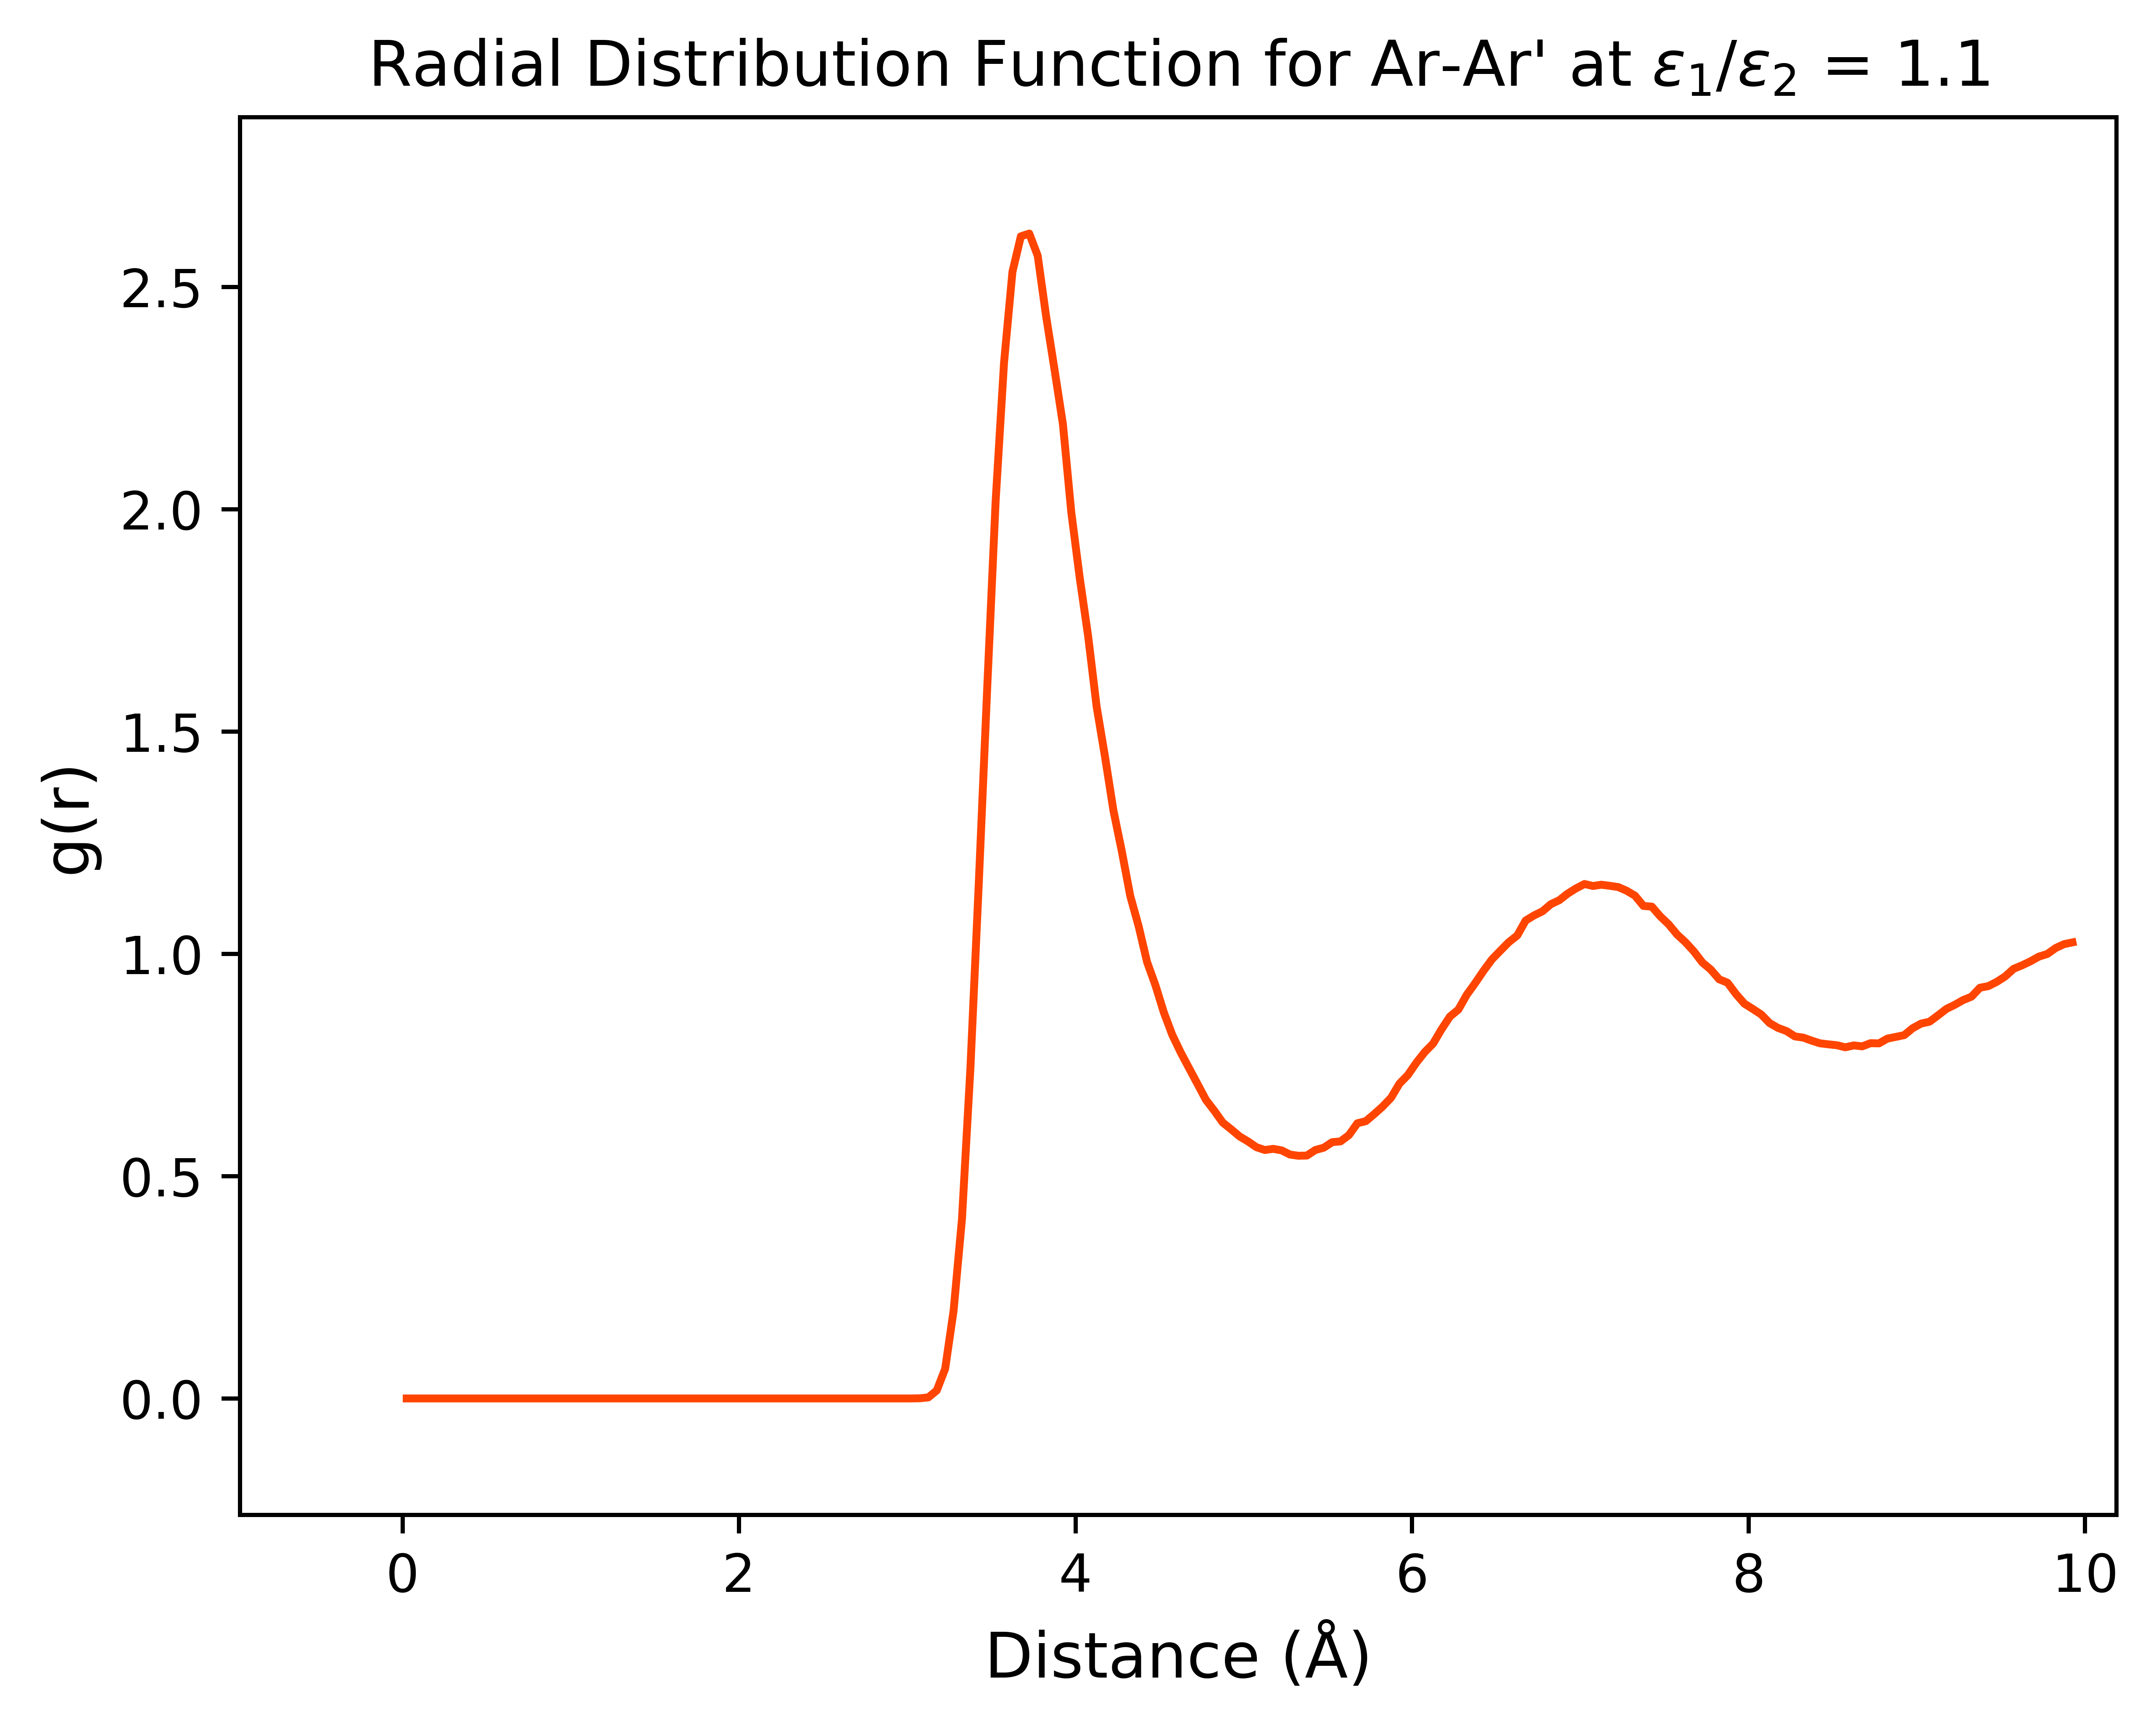 Radial Distribution Function for Ar-Ar' at ε₁/ε₂ = 1.1
2.5
2.0
1.5
1.0
0.5
0.0
g(r)
0 2 4 6 8 10
Distance (Å)